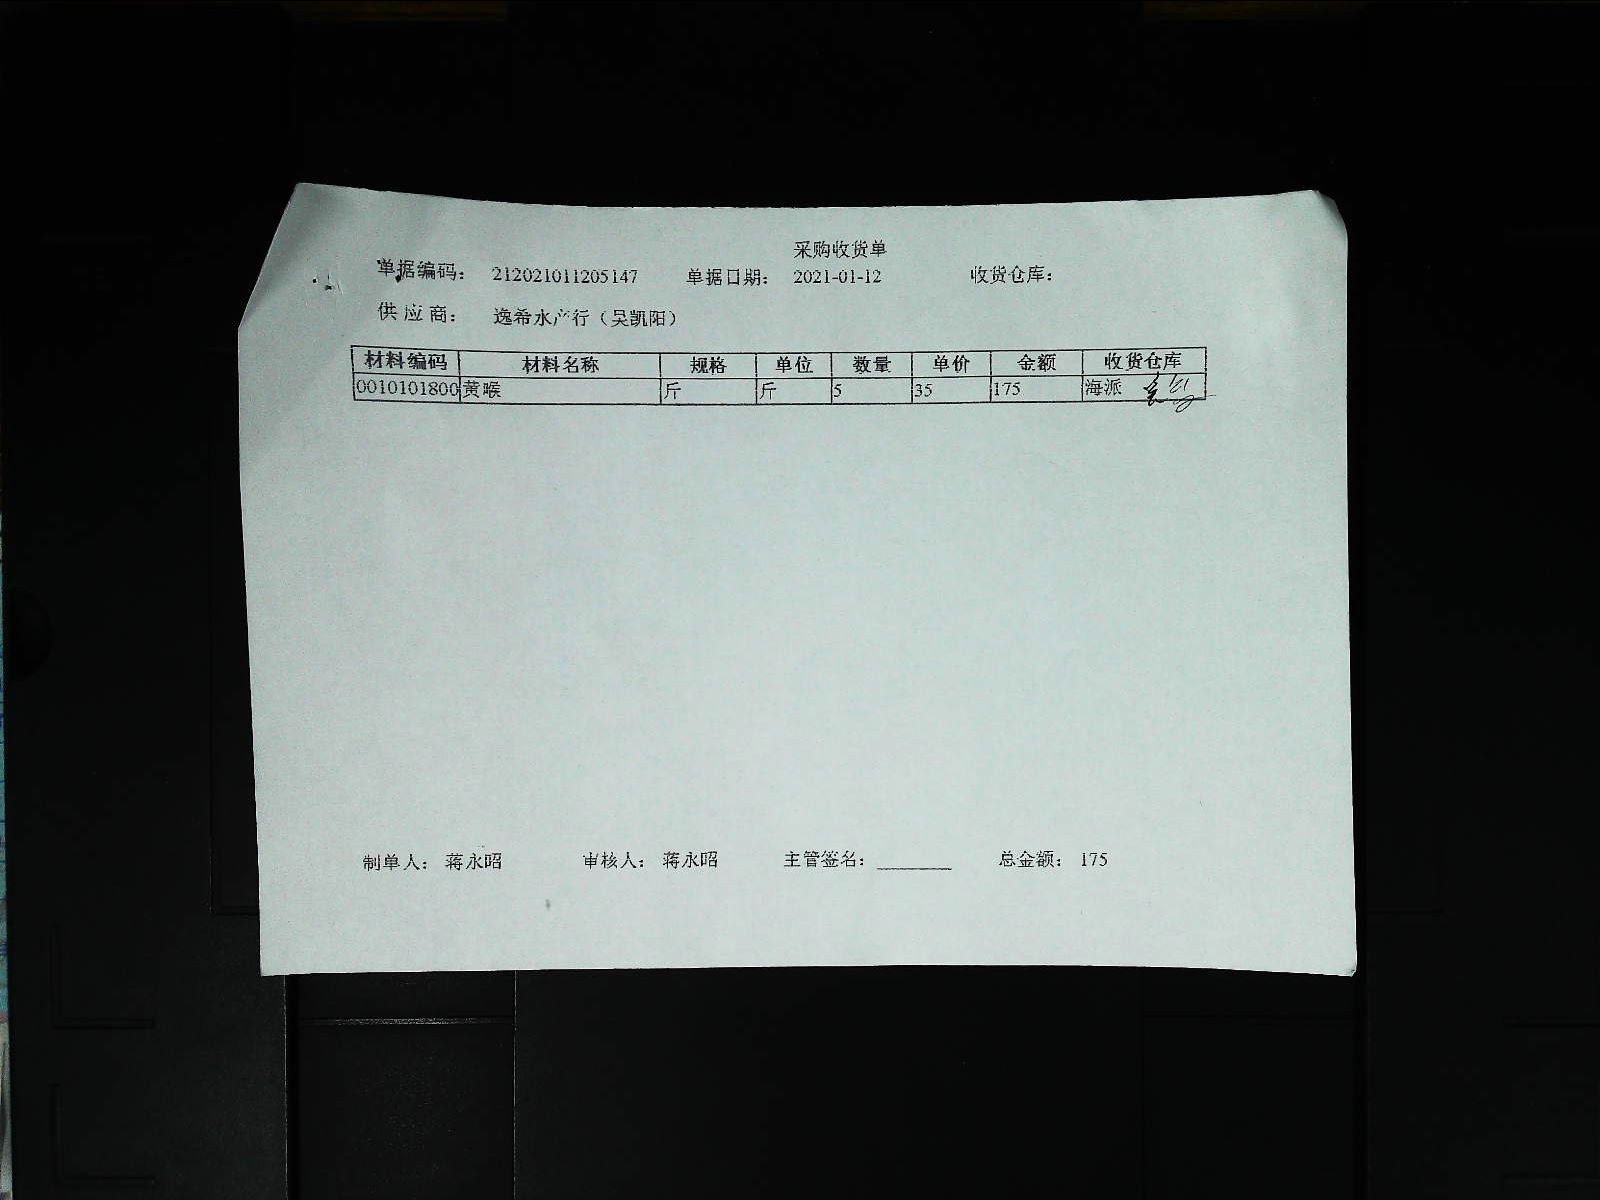 采购收货单
单据编码： 212021011205147 单据日期： 2021-01-12 收货仓库：
供应商： 逸希水产行（吴凯阳）
材料编码 材料名称 规格 单位 数量 单价 金额 收货仓库
0010101800 黄喉 斤 斤 5 35 175 海派
制单人： 蒋永昭 审核人： 蒋永昭 主管签名： 总金额： 175